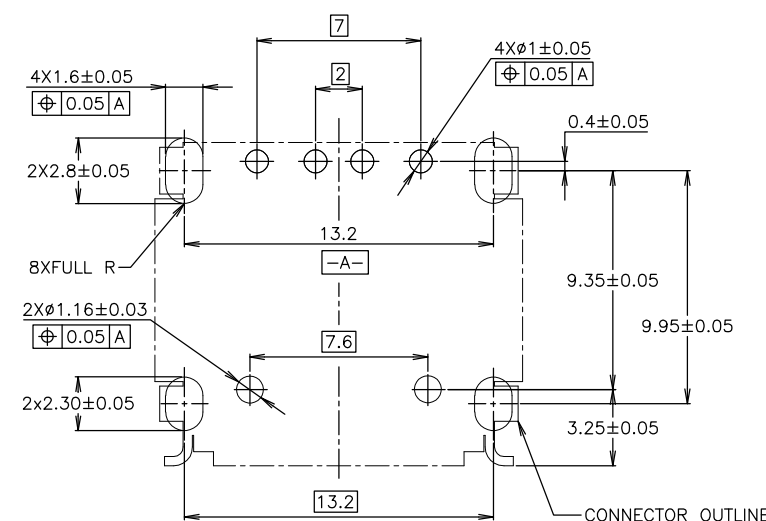 7
4X1.6±0.05
⌖ 0.05 A
2
4Xø1±0.05
⌖ 0.05 A
0.4±0.05
2X2.8±0.05
8XFULL R
13.2
-A-
9.35±0.05
2Xø1.16±0.03
⌖ 0.05 A
7.6
9.95±0.05
2x2.30±0.05
3.25±0.05
13.2
CONNECTOR OUTLINE